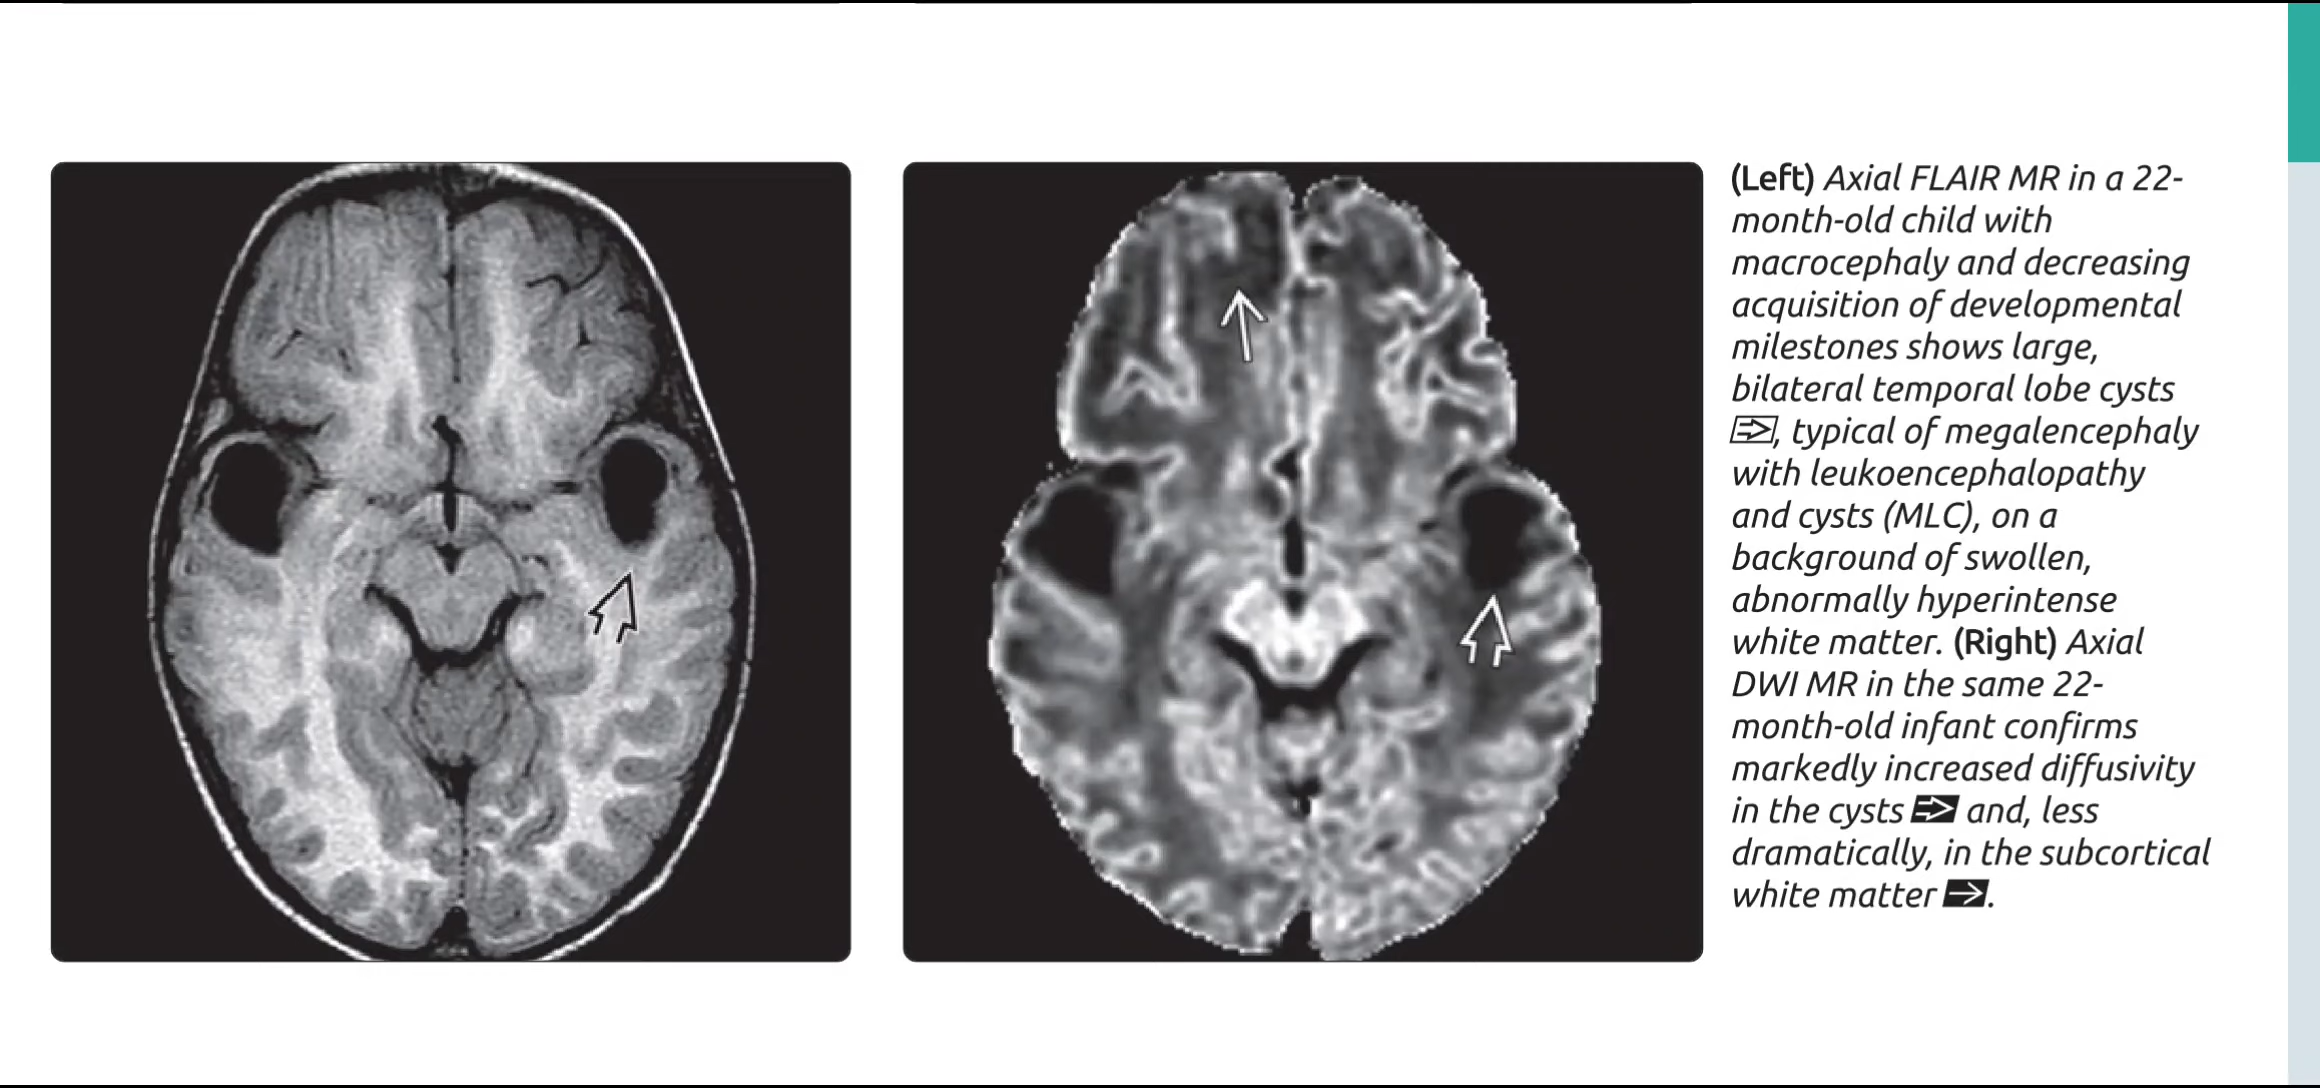 (Left) Axial FLAIR MR in a 22-
month-old child with
macrocephaly and decreasing
acquisition of developmental
milestones shows large,
bilateral temporal lobe cysts
, typical of megalencephaly
with leukoencephalopathy
and cysts (MLC), on a
background of swollen,
abnormally hyperintense
white matter. (Right) Axial
DWI MR in the same 22-
month-old infant confirms
markedly increased diffusivity
in the cysts and, less
dramatically, in the subcortical
white matter .